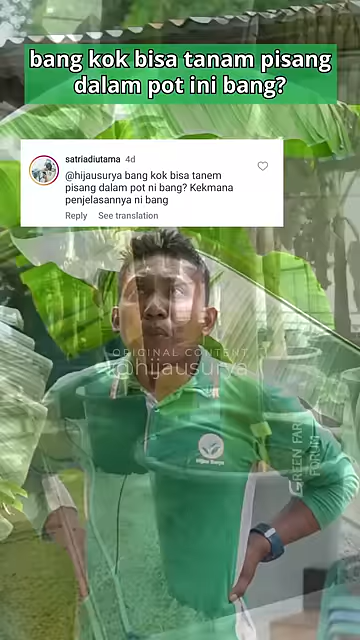 bang kok bisa tanam pisang
dalam pot ini bang?
satriadiutama 4d
@hijausurya bang kok bisa tanem
pisang dalam pot ni bang? Kekmana
penjelasannya ni bang
Reply See translation
ORIGINAL CONTENT
@hijausurya
Hijau Surya
GREEN FAR
FORUM